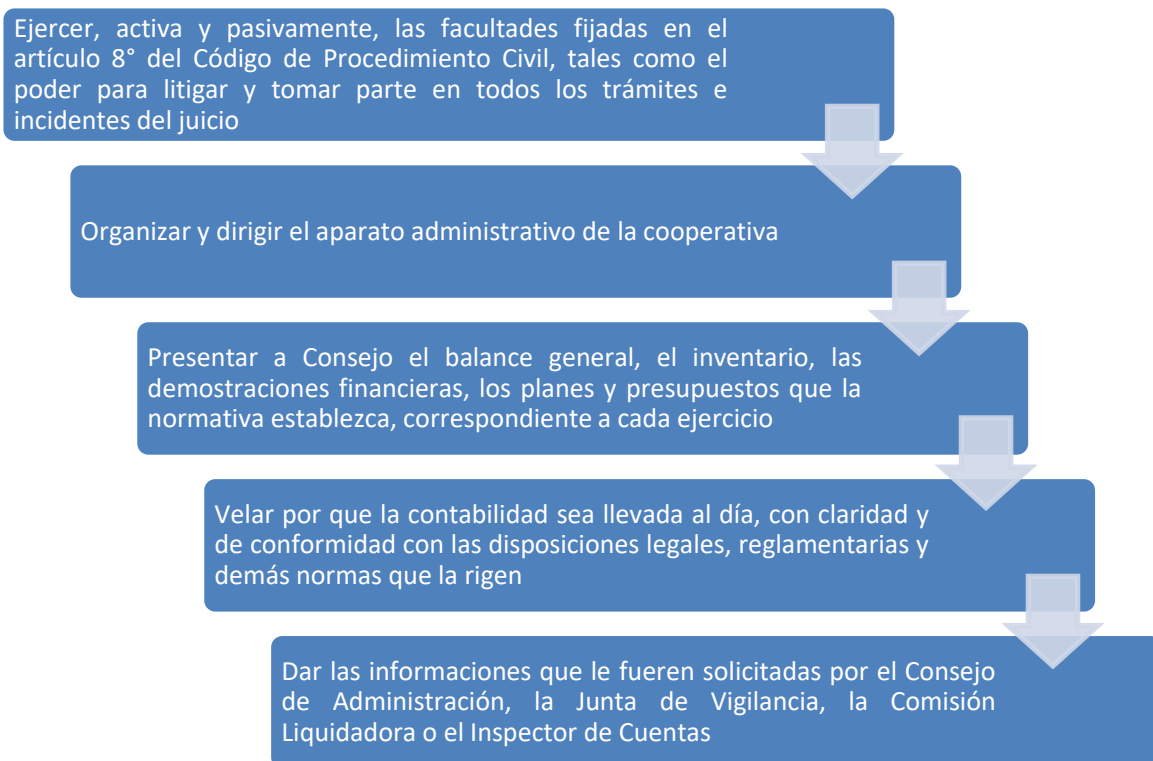 Ejercer, activa y pasivamente, las facultades fijadas en el
artículo 8° del Código de Procedimiento Civil, tales como el
poder para litigar y tomar parte en todos los trámites e
incidentes del juicio
Organizar y dirigir el aparato administrativo de la cooperativa
Presentar a Consejo el balance general, el inventario, las
demostraciones financieras, los planes y presupuestos que la
normativa establezca, correspondiente a cada ejercicio
Velar por que la contabilidad sea llevada al día, con claridad y
de conformidad con las disposiciones legales, reglamentarias y
demás normas que la rigen
Dar las informaciones que le fueren solicitadas por el Consejo
de Administración, la Junta de Vigilancia, la Comisión
Liquidadora o el Inspector de Cuentas